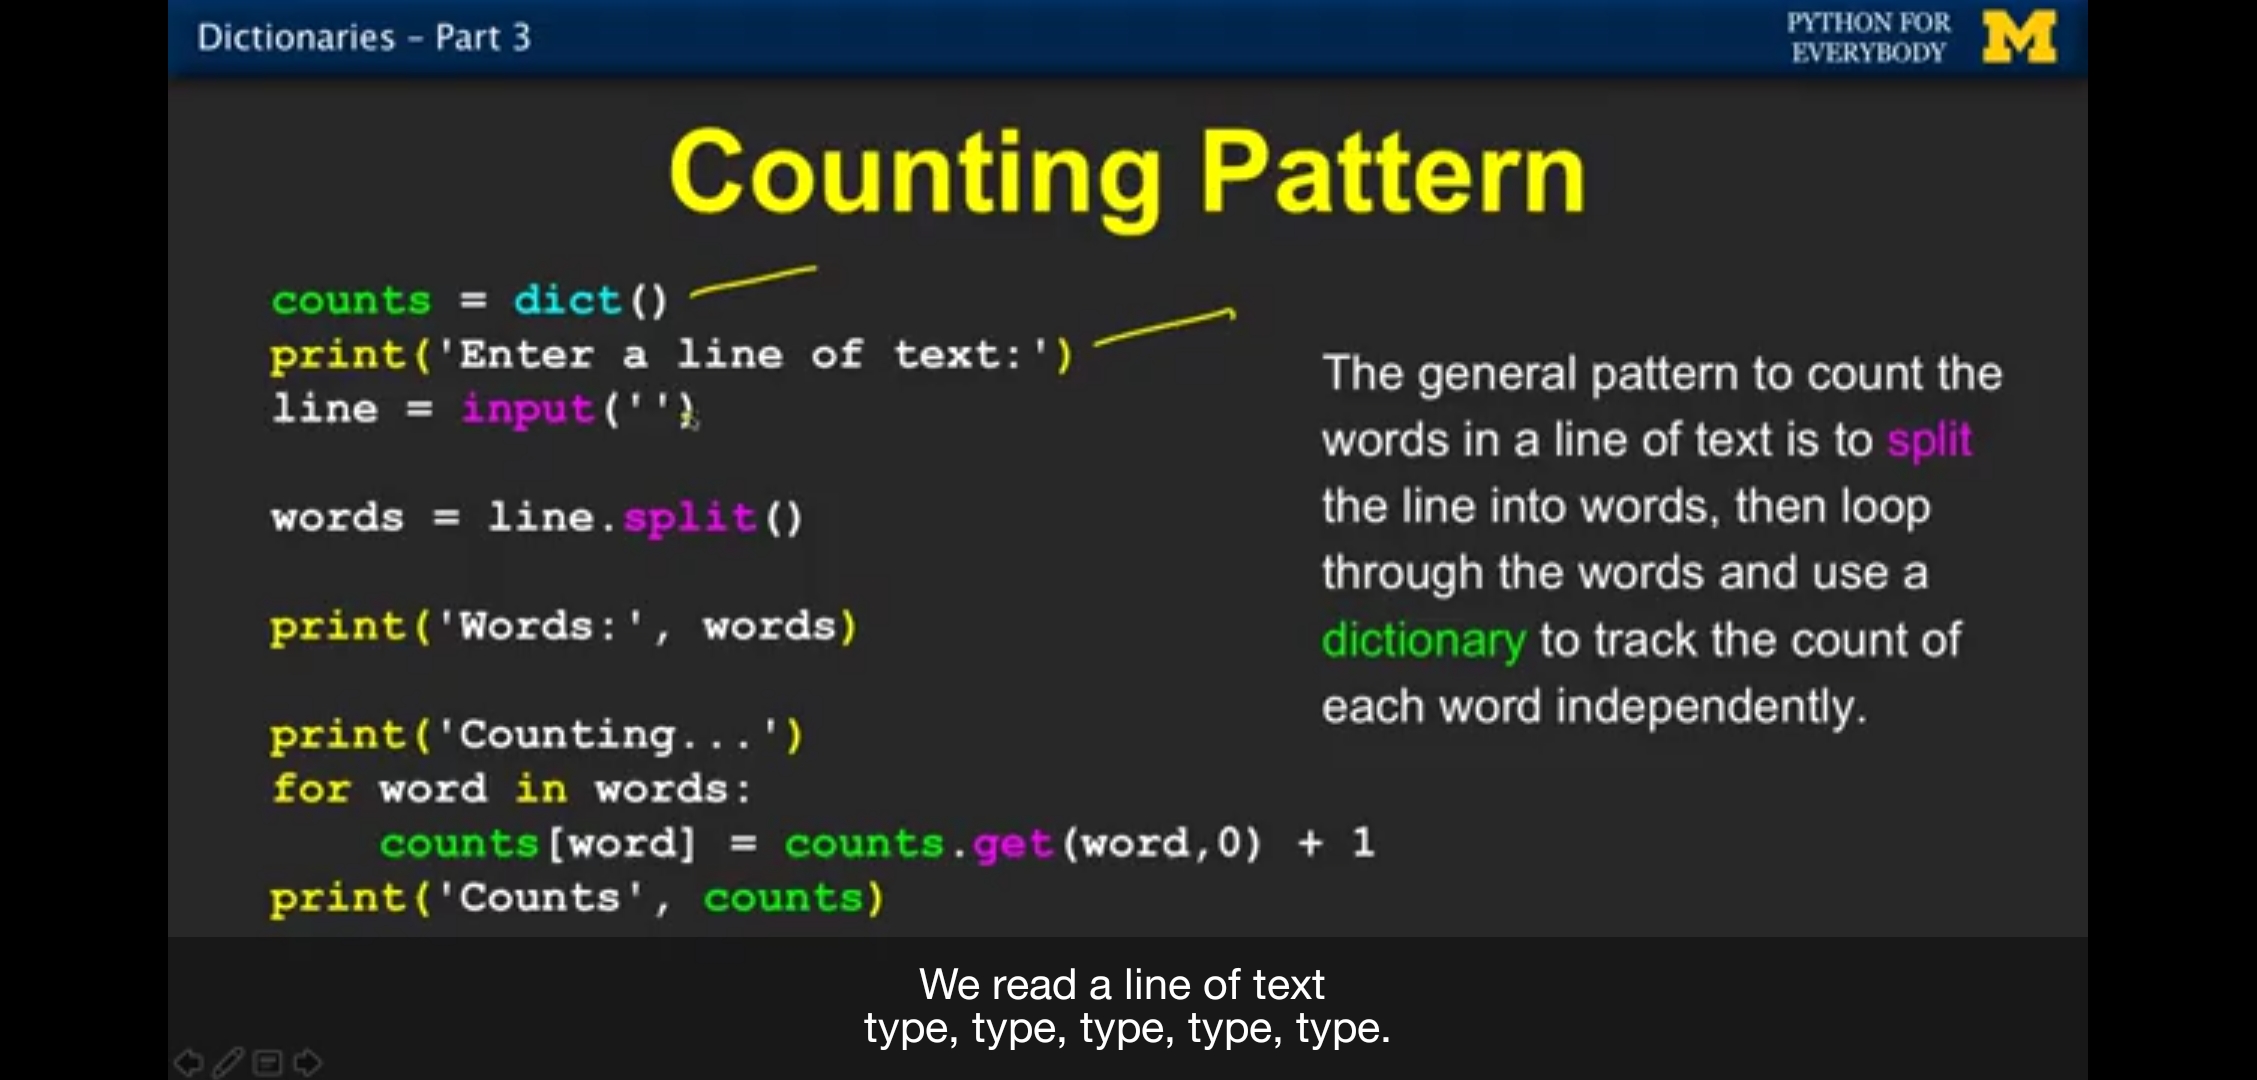 Dictionaries – Part 3
PYTHON FOR
EVERYBODY
M
Counting Pattern
counts = dict()
print('Enter a line of text:')
line = input('')
words = line.split()
print('Words:', words)
print('Counting...')
for word in words:
    counts[word] = counts.get(word,0) + 1
print('Counts', counts)
The general pattern to count the
words in a line of text is to split
the line into words, then loop
through the words and use a
dictionary to track the count of
each word independently.
We read a line of text
type, type, type, type, type.